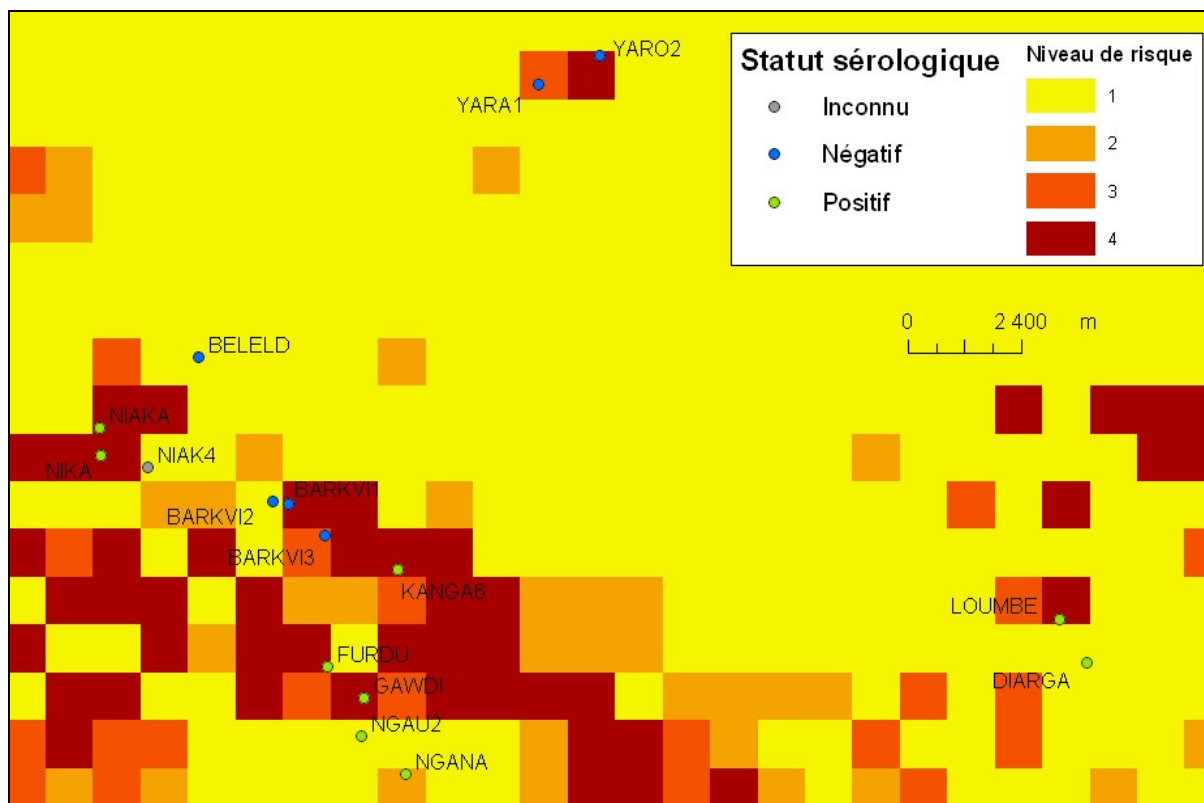 YARO2
YARA1
Statut sérologique
Inconnu
Négatif
Positif
Niveau de risque
1
2
3
4
0 2 400 m
BELELD
NIAKA
NIKA
NIAK4
BARKVI1
BARKVI2
BARKVI3
KANGA6
LOUMBE
FURDU
DIARGA
GAWDI
NGAU2
NGANA